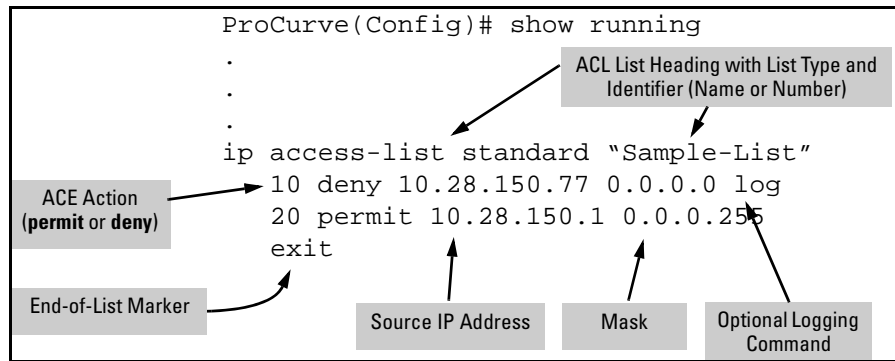 ProCurve(Config)# show running
.
.
.
ACL List Heading with List Type and
Identifier (Name or Number)
ip access-list standard “Sample-List”
10 deny 10.28.150.77 0.0.0.0 log
20 permit 10.28.150.1 0.0.0.255
exit
ACE Action
(permit or deny)
End-of-List Marker
Source IP Address
Mask
Optional Logging
Command